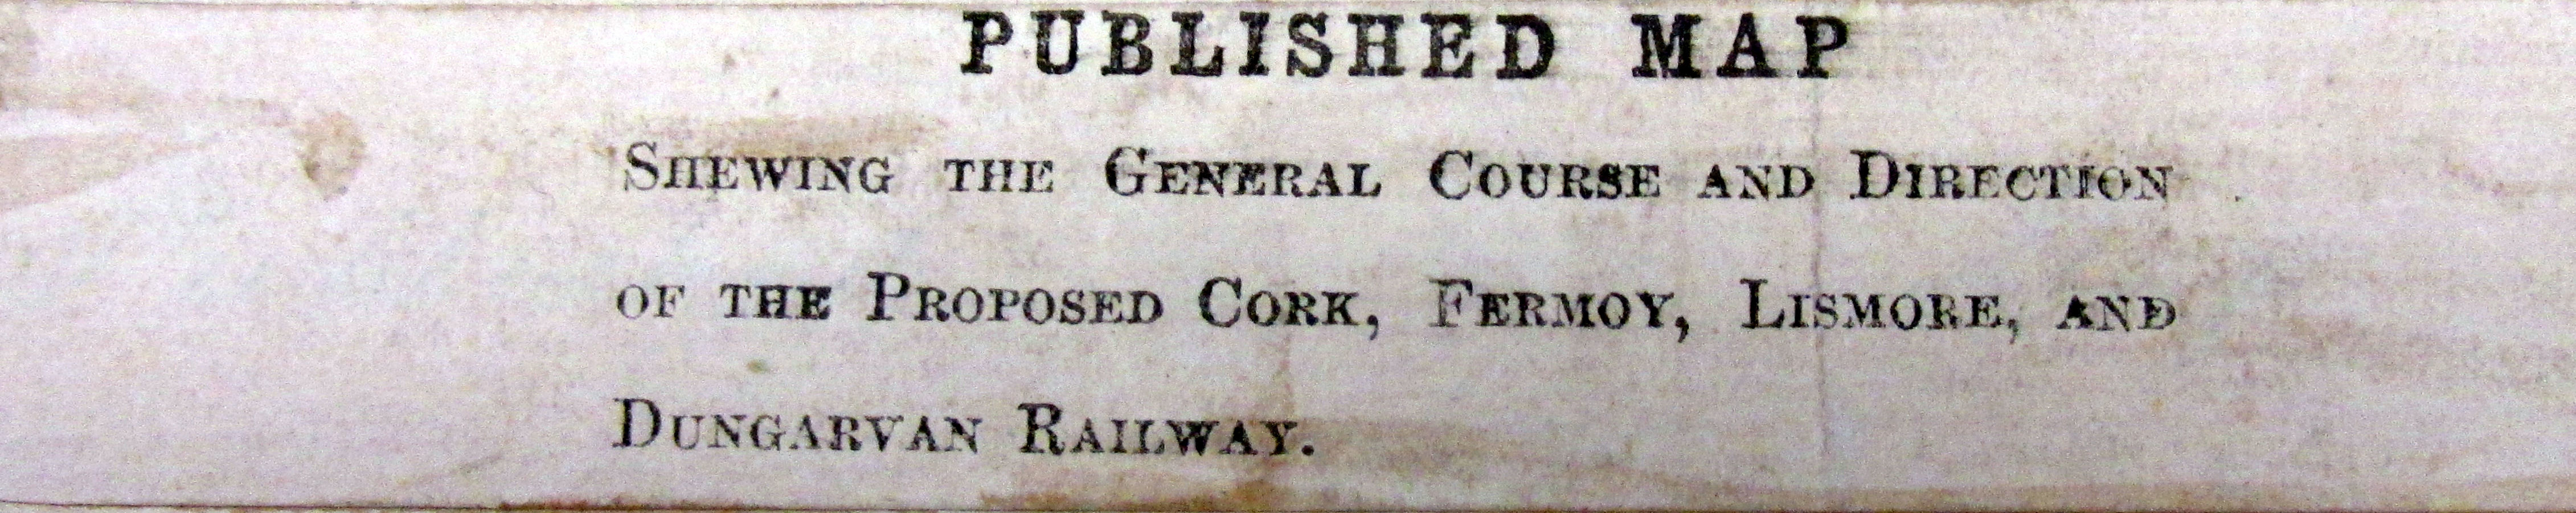 PUBLISHED MAP
SHEWING THE GENERAL COURSE AND DIRECTION
OF THE PROPOSED CORK, FERMOY, LISMORE, AND
DUNGARVAN RAILWAY.